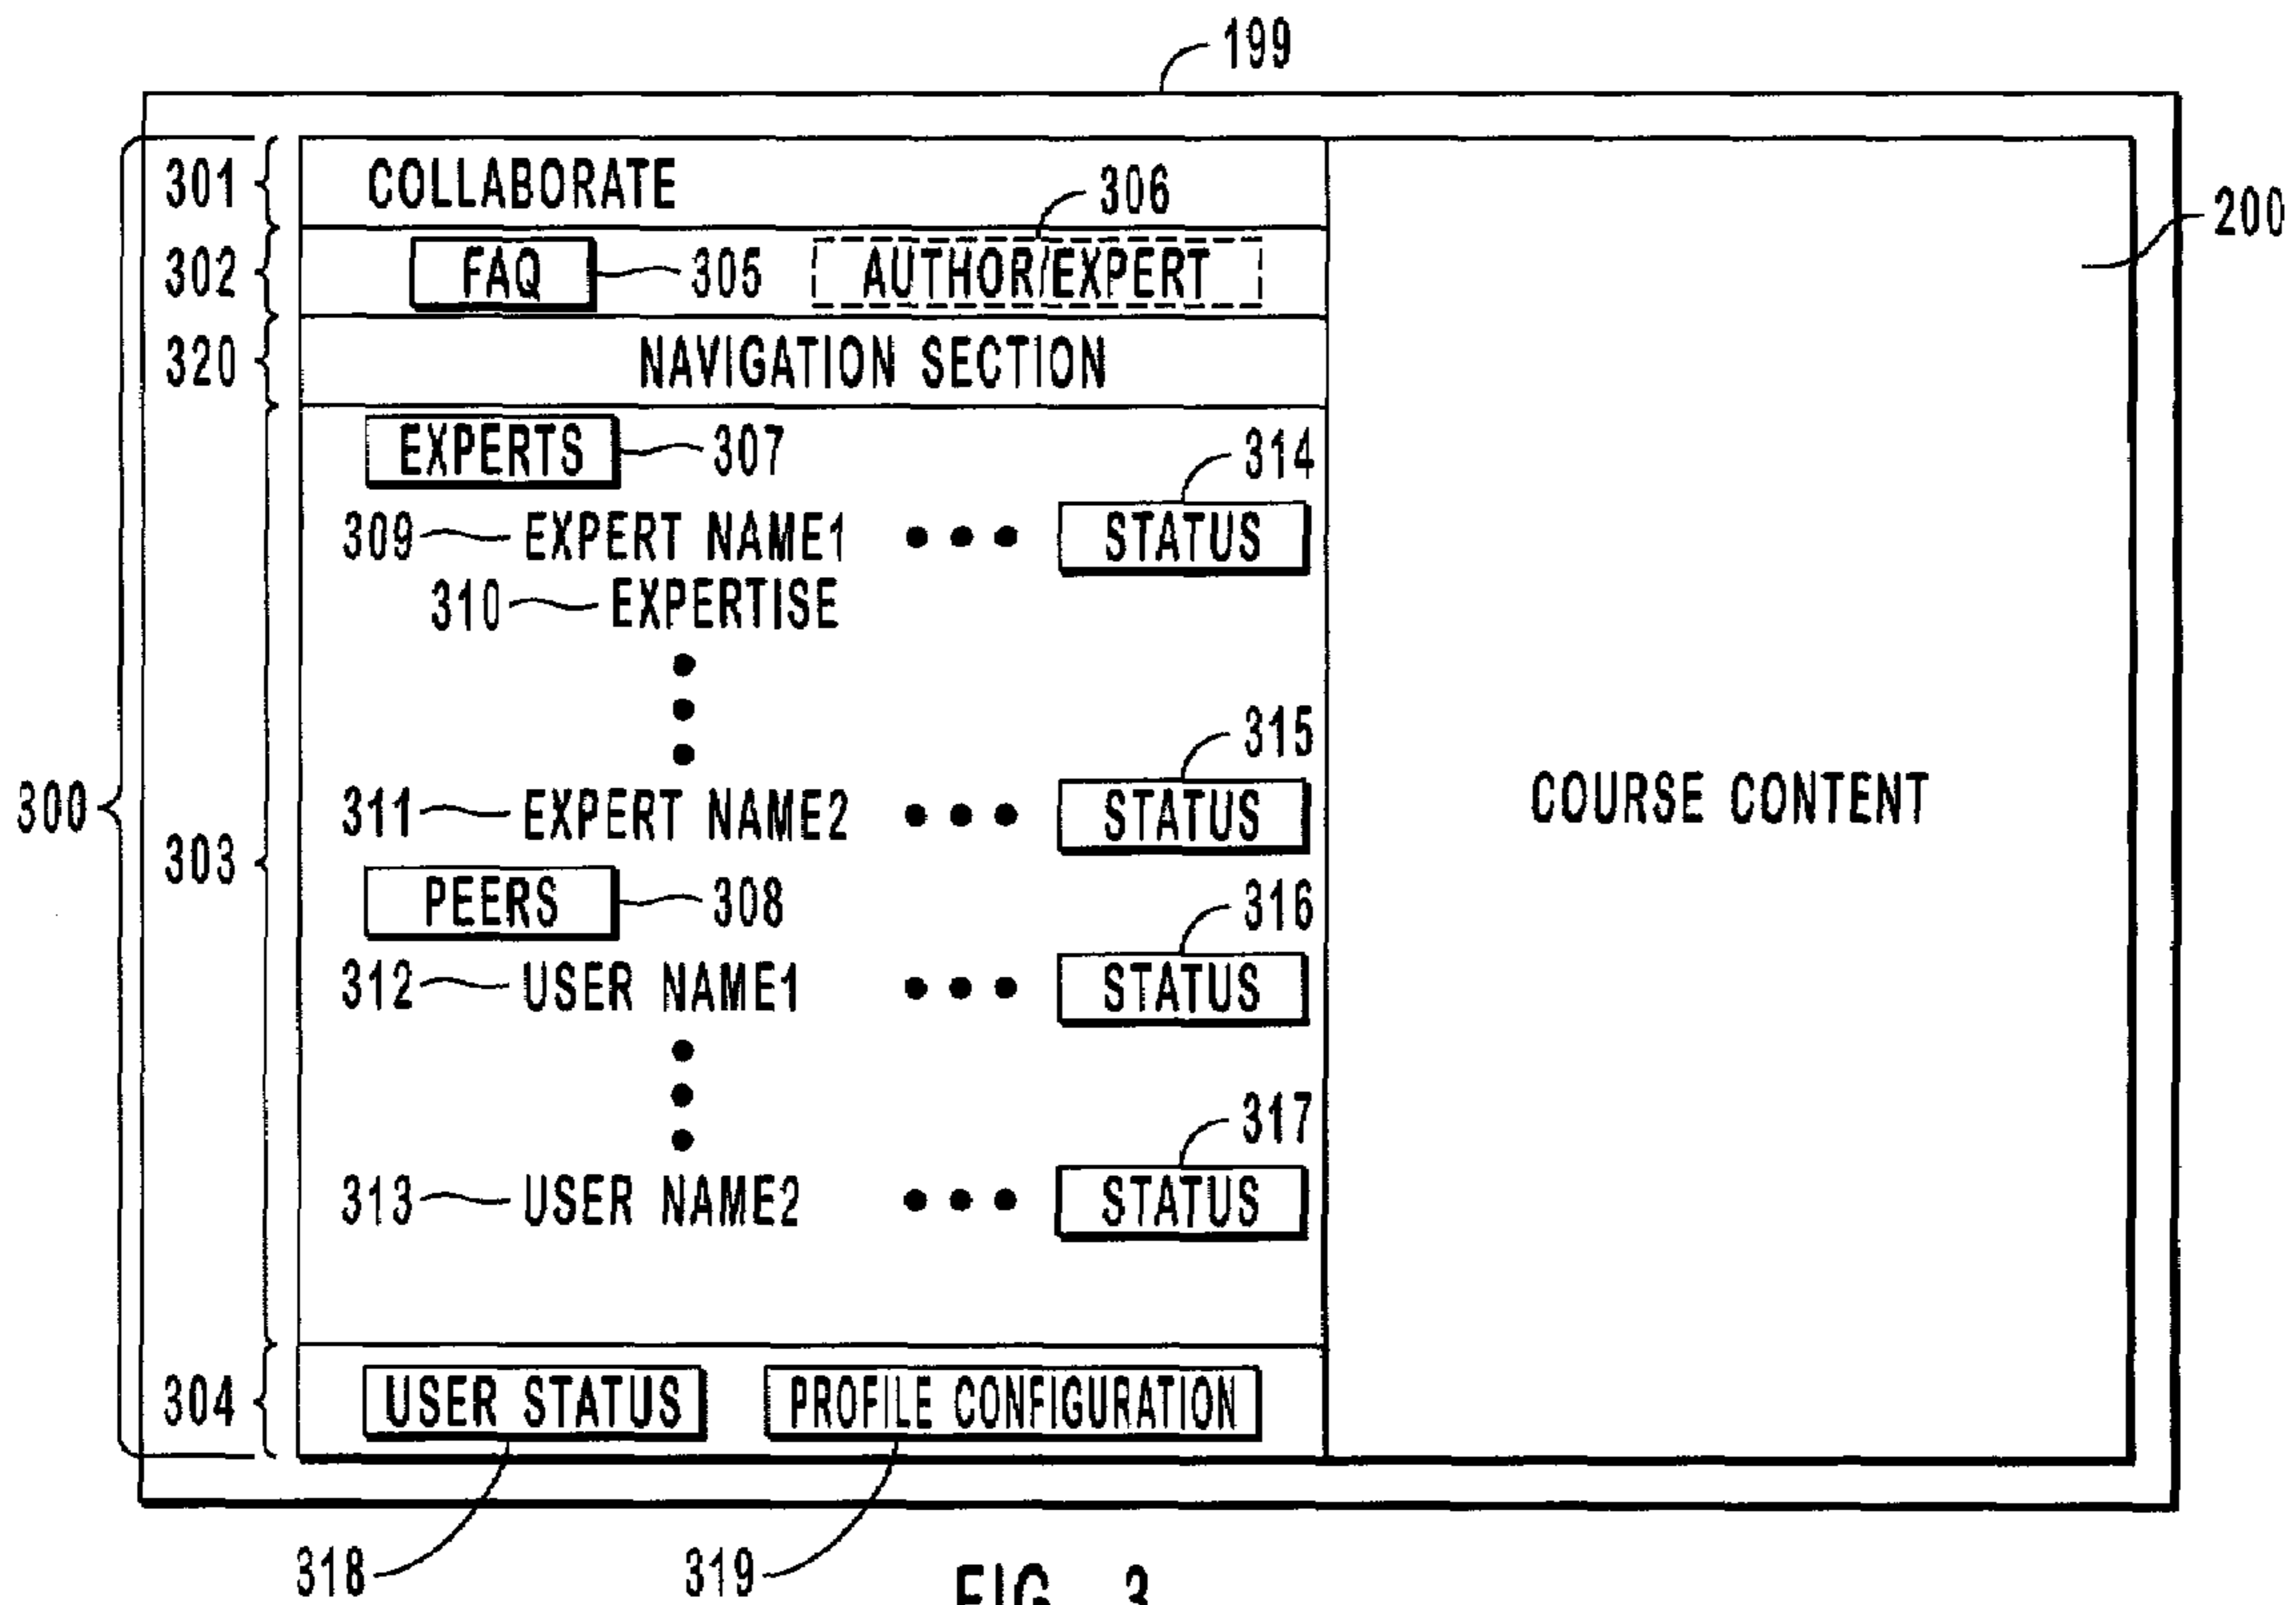 199
301 COLLABORATE 306
200
302 FAQ 305 AUTHOR/EXPERT
320 NAVIGATION SECTION
EXPERTS 307 314
309 EXPERT NAME1 ••• STATUS
310 EXPERTISE
315
300 311 EXPERT NAME2 ••• STATUS COURSE CONTENT
303
PEERS 308 316
312 USER NAME1 ••• STATUS
317
313 USER NAME2 ••• STATUS
304 USER STATUS PROFILE CONFIGURATION
318 319 FIG. 3